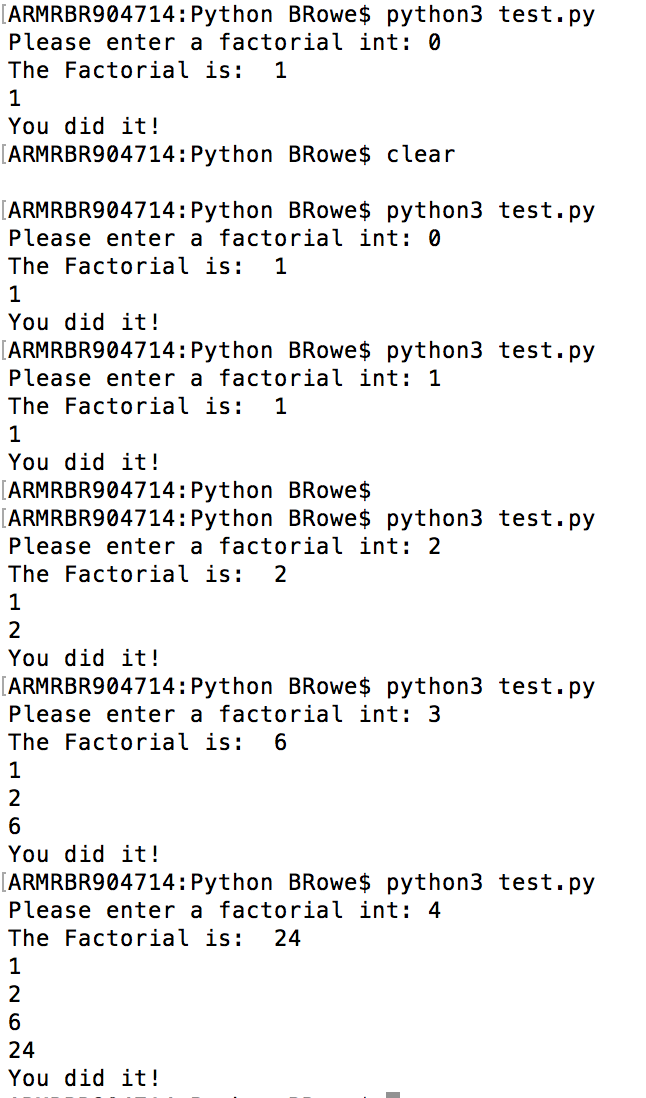 [ARMRBR904714:Python BRowe$ python3 test.py
Please enter a factorial int: 0
The Factorial is:  1
1
You did it!
[ARMRBR904714:Python BRowe$ clear

[ARMRBR904714:Python BRowe$ python3 test.py
Please enter a factorial int: 0
The Factorial is:  1
1
You did it!
[ARMRBR904714:Python BRowe$ python3 test.py
Please enter a factorial int: 1
The Factorial is:  1
1
You did it!
[ARMRBR904714:Python BRowe$
[ARMRBR904714:Python BRowe$ python3 test.py
Please enter a factorial int: 2
The Factorial is:  2
1
2
You did it!
[ARMRBR904714:Python BRowe$ python3 test.py
Please enter a factorial int: 3
The Factorial is:  6
1
2
6
You did it!
[ARMRBR904714:Python BRowe$ python3 test.py
Please enter a factorial int: 4
The Factorial is:  24
1
2
6
24
You did it!